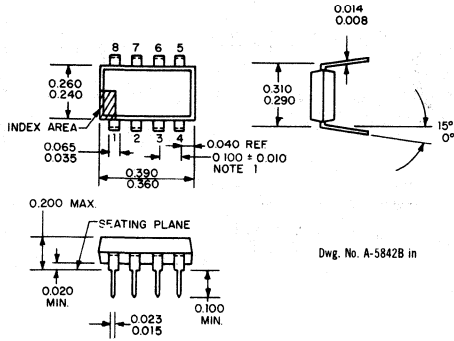 0.014
0.008
8 7 6 5
0.260
0.240
0.310
0.290
INDEX AREA
15°
0°
1 2 3 4
0.065
0.035
0.040 REF
0.100 ± 0.010
NOTE 1
0.390
0.360
0.200 MAX.
SEATING PLANE
Dwg. No. A-5842B in
0.020
MIN.
0.100
MIN.
0.023
0.015